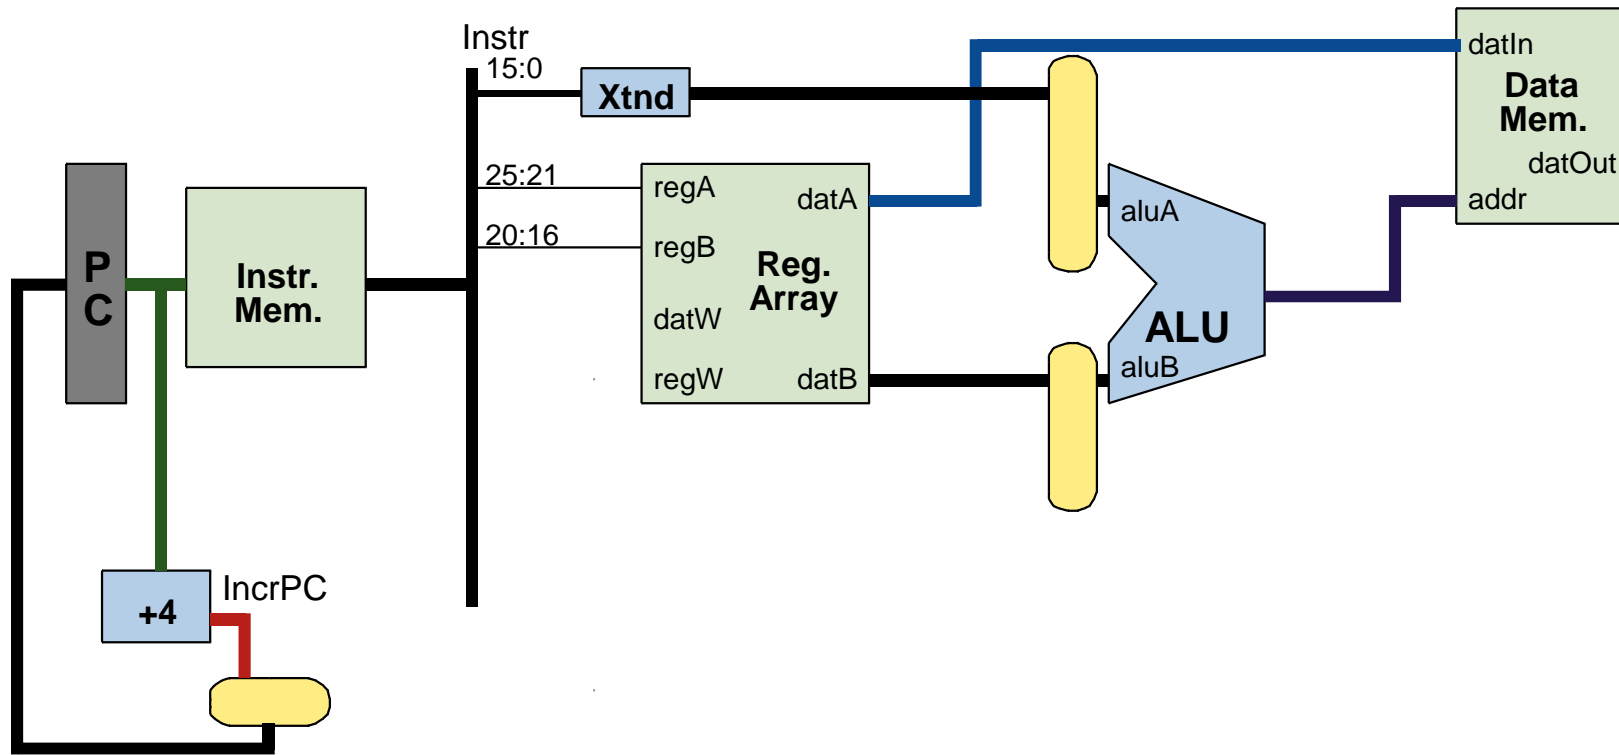 Instr
15:0
Xtnd
25:21
20:16
P
C
Instr.
Mem.
regA
regB
datW
regW
datA
Reg.
Array
datB
aluA
ALU
aluB
datIn
Data
Mem.
datOut
addr
+4
IncrPC